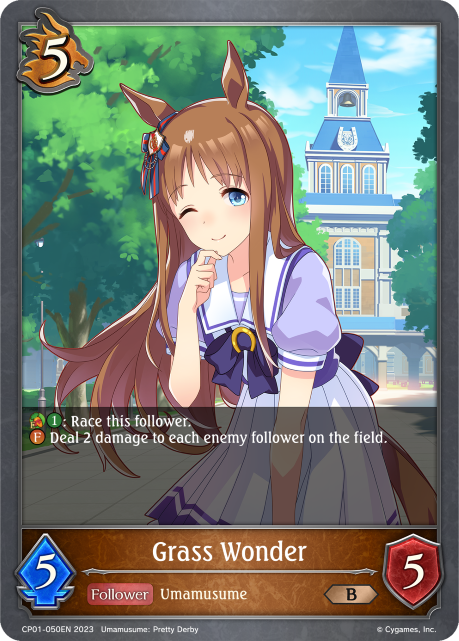 5
1 : Race this follower.
F Deal 2 damage to each enemy follower on the field.
Grass Wonder
5
Follower Umamusume
B
5
CP01-050EN 2023 Umamusume: Pretty Derby
© Cygames, Inc.